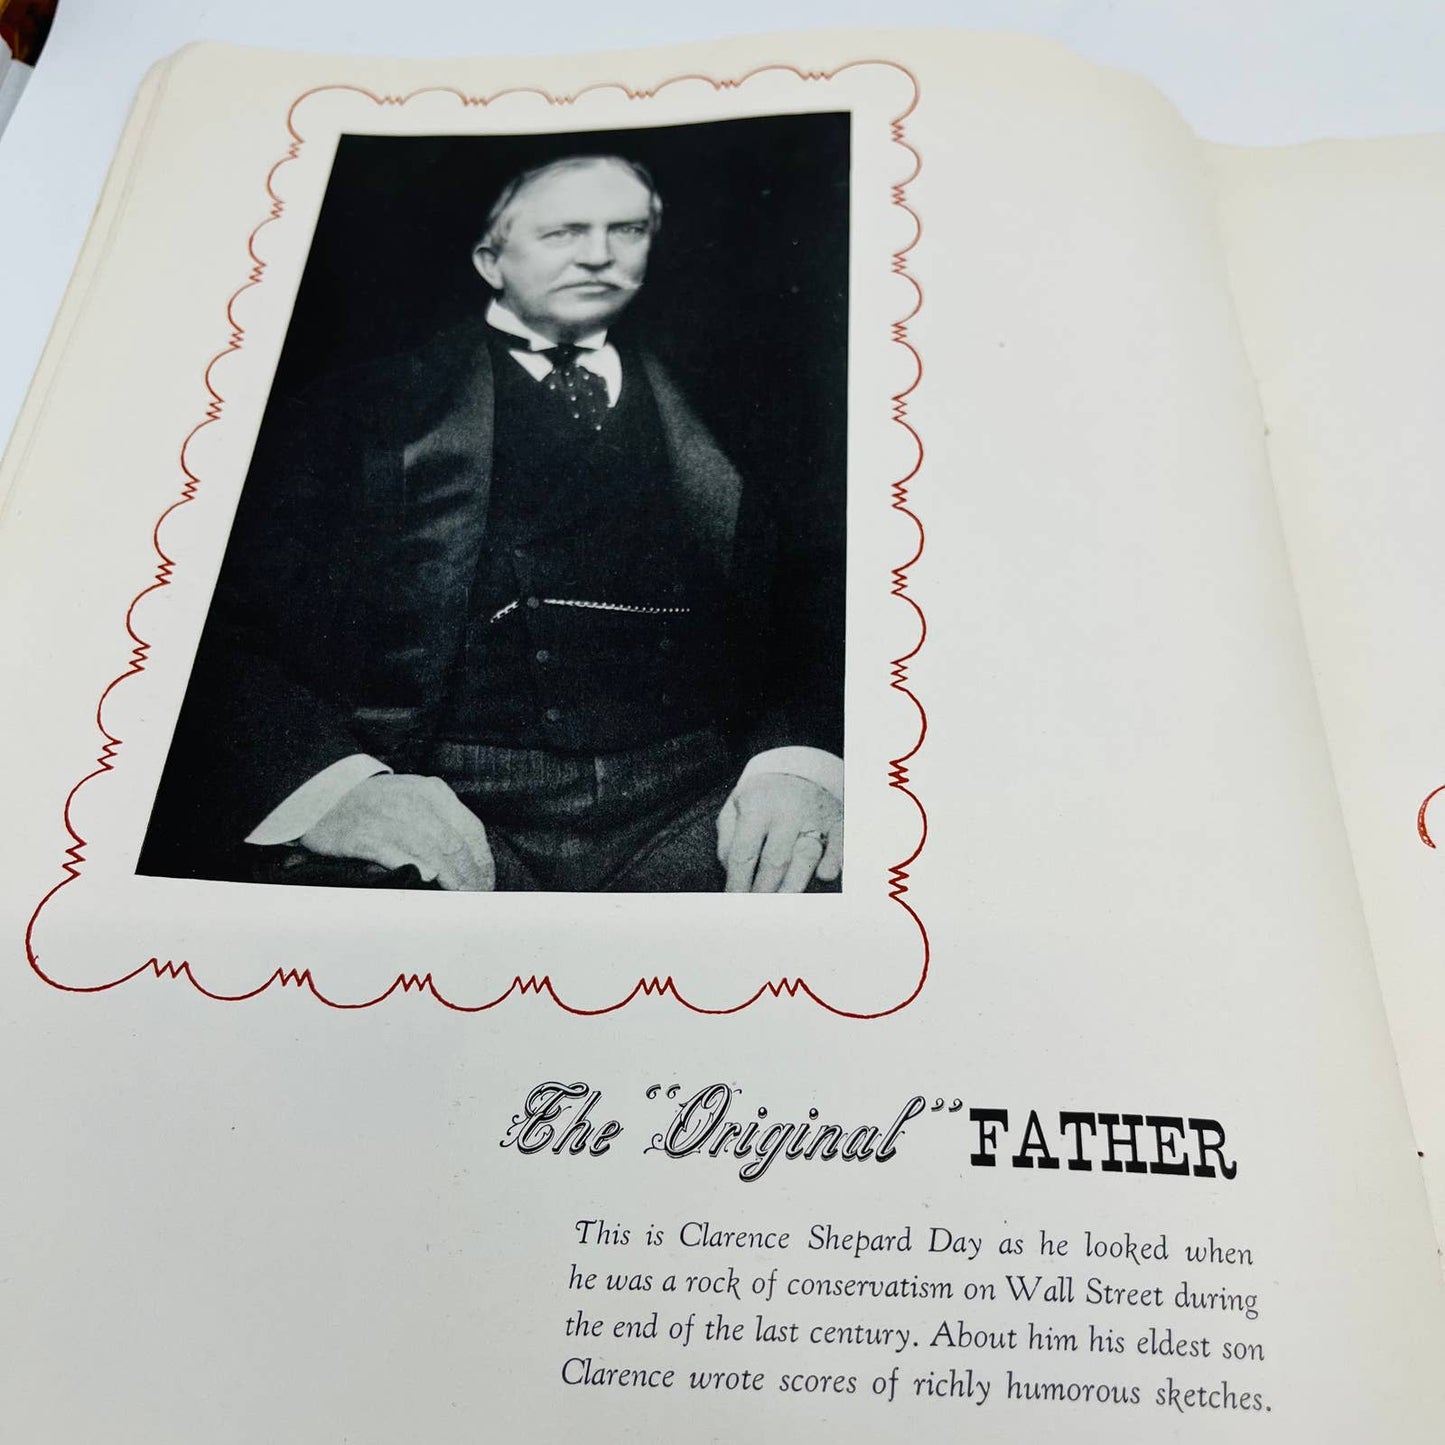 The “Original” FATHER
This is Clarence Shepard Day as he looked when
he was a rock of conservatism on Wall Street during
the end of the last century. About him his eldest son
Clarence wrote scores of richly humorous sketches.